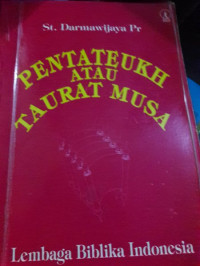 St. Darmawijaya Pr
PENTATEUKH
ATAU
TAURAT MUSA
Lembaga Biblika Indonesia